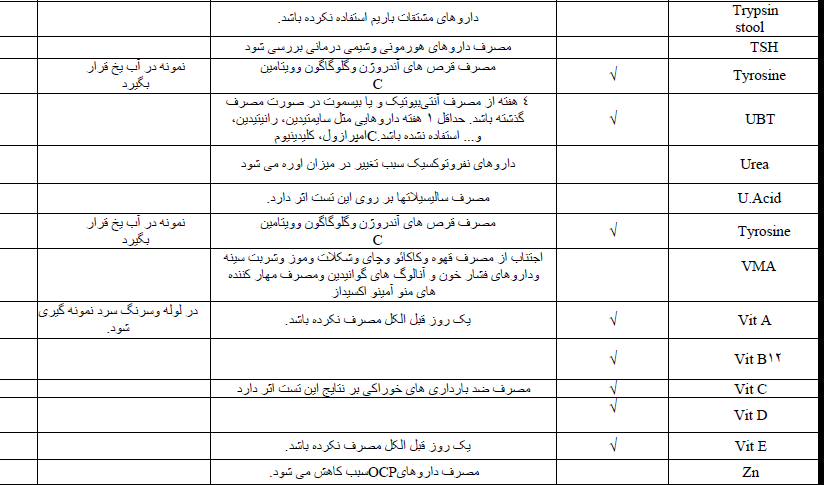 Trypsin
stool
داروهای مشتقات باریم استفاده نکرده باشد.
TSH
مصرف داروهای هورمونی وشیمی درمانی بررسی شود
Tyrosine
√
مصرف قرص های آندروژن وگلوگاگون وویتامین
C
نمونه در آب یخ قرار
بگیرد
UBT
√
٤ هفته از مصرف آنتی‌بیوتیک و یا بیسموت در صورت مصرف
گذشته باشد. حداقل ١ هفته داروهایی مثل سایمتیدین، رانیتیدین،
و... استفاده نشده باشد.Cامپرازول، کلیدینیوم
Urea
داروهای نفروتوکسیک سبب تغییر در میزان اوره می شود
U.Acid
مصرف سالیسیلاتها بر روی این تست اثر دارد.
Tyrosine
√
مصرف قرص های آندروژن وگلوگاگون وویتامین
C
نمونه در آب یخ قرار
بگیرد
VMA
اجتناب از مصرف قهوه وکاکائو وچای وشکلات وموز وشربت سینه
وداروهای فشار خون و آنالوگ های گوانیدین ومصرف مهار کننده
های منو آمینو اکسیداز
Vit A
√
یک روز قبل الکل مصرف نکرده باشد.
در لوله وسرنگ سرد نمونه گیری
شود.
Vit B١٢
√
Vit C
√
مصرف ضد بارداری های خوراکی بر نتایج این تست اثر دارد
Vit D
√
Vit E
√
یک روز قبل الکل مصرف نکرده باشد.
Zn
مصرف داروهایOCPسبب کاهش می شود.